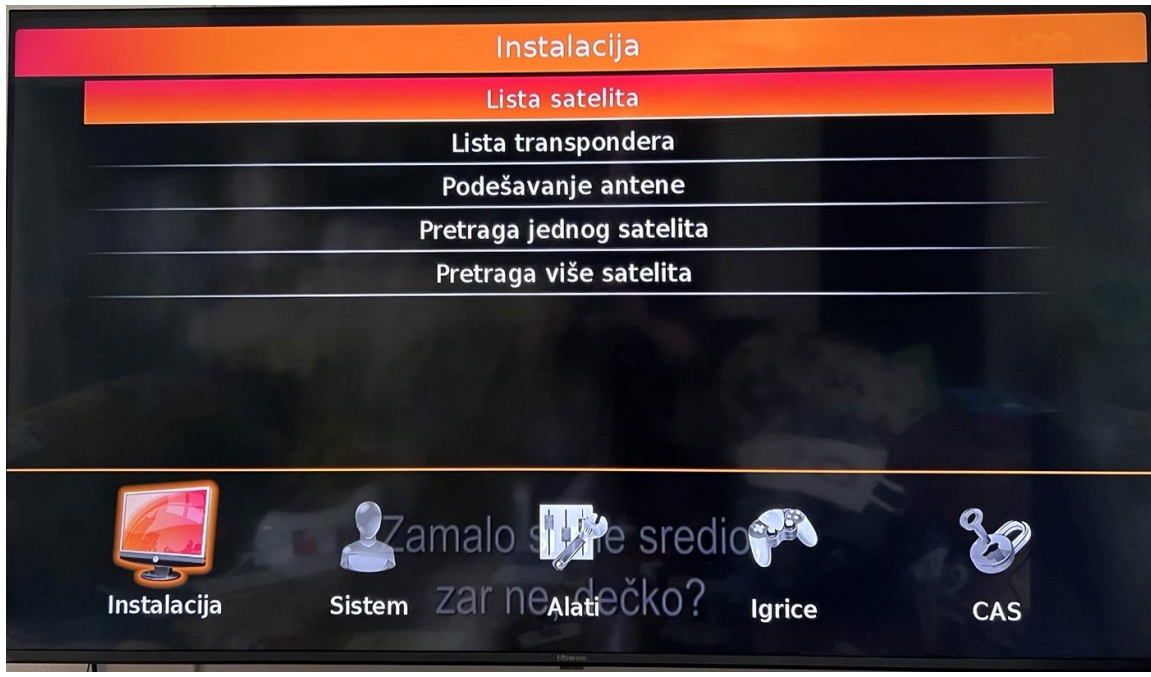 Instalacija
Lista satelita
Lista transpondera
Podešavanje antene
Pretraga jednog satelita
Pretraga više satelita
Zamalo sredio
zar ne, dečko?
Instalacija
Sistem
Alati
Igrice
CAS
Hisense